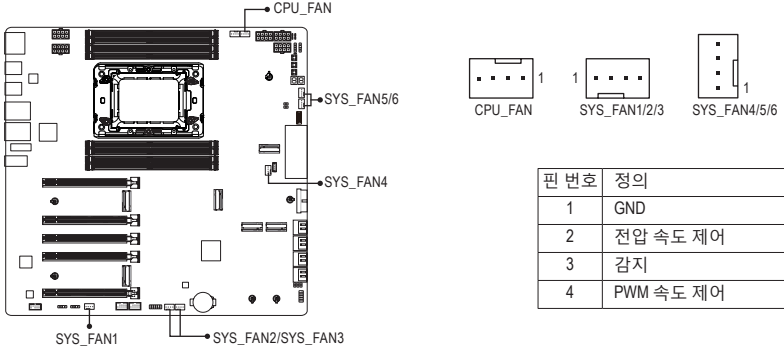 CPU_FAN
SYS_FAN5/6
SYS_FAN4
SYS_FAN1
SYS_FAN2/SYS_FAN3
1
CPU_FAN
1
SYS_FAN1/2/3
1
SYS_FAN4/5/6
핀 번호 정의
1 GND
2 전압 속도 제어
3 감지
4 PWM 속도 제어